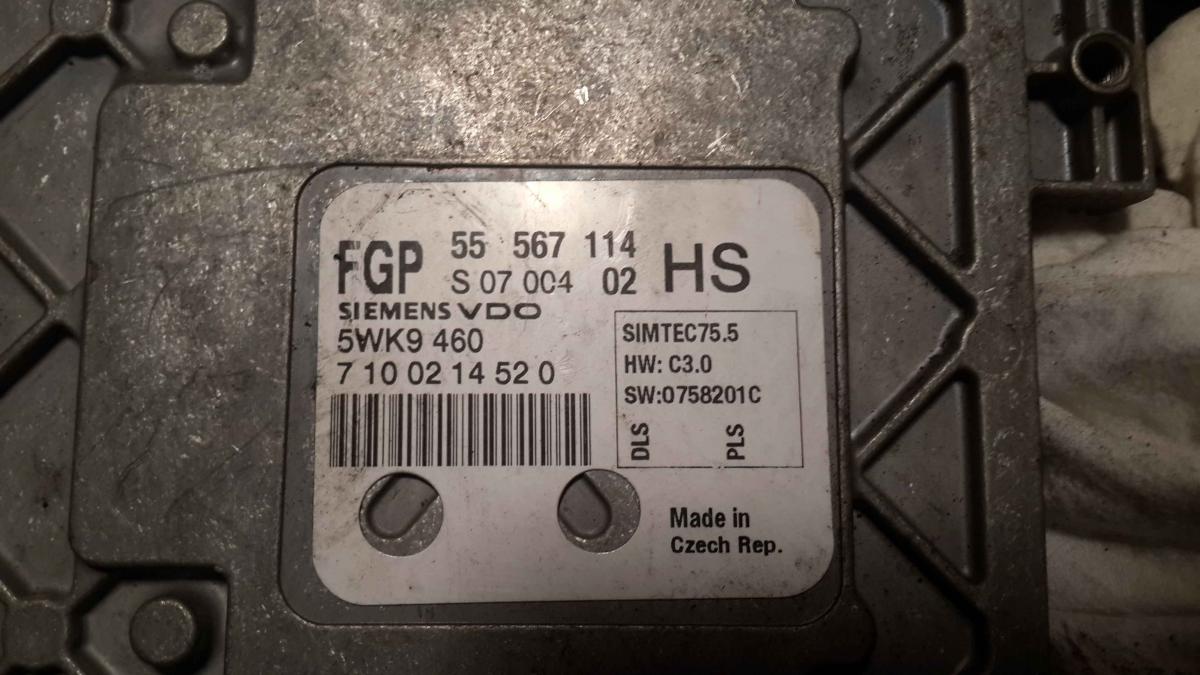 FGP 55 567 114 HS
S 07 004 02
SIEMENS VDO
5WK9 460
7 10 02 14 52 0
SIMTEC75.5
HW: C3.0
SW:0758201C
DLS PLS
Made in
Czech Rep.